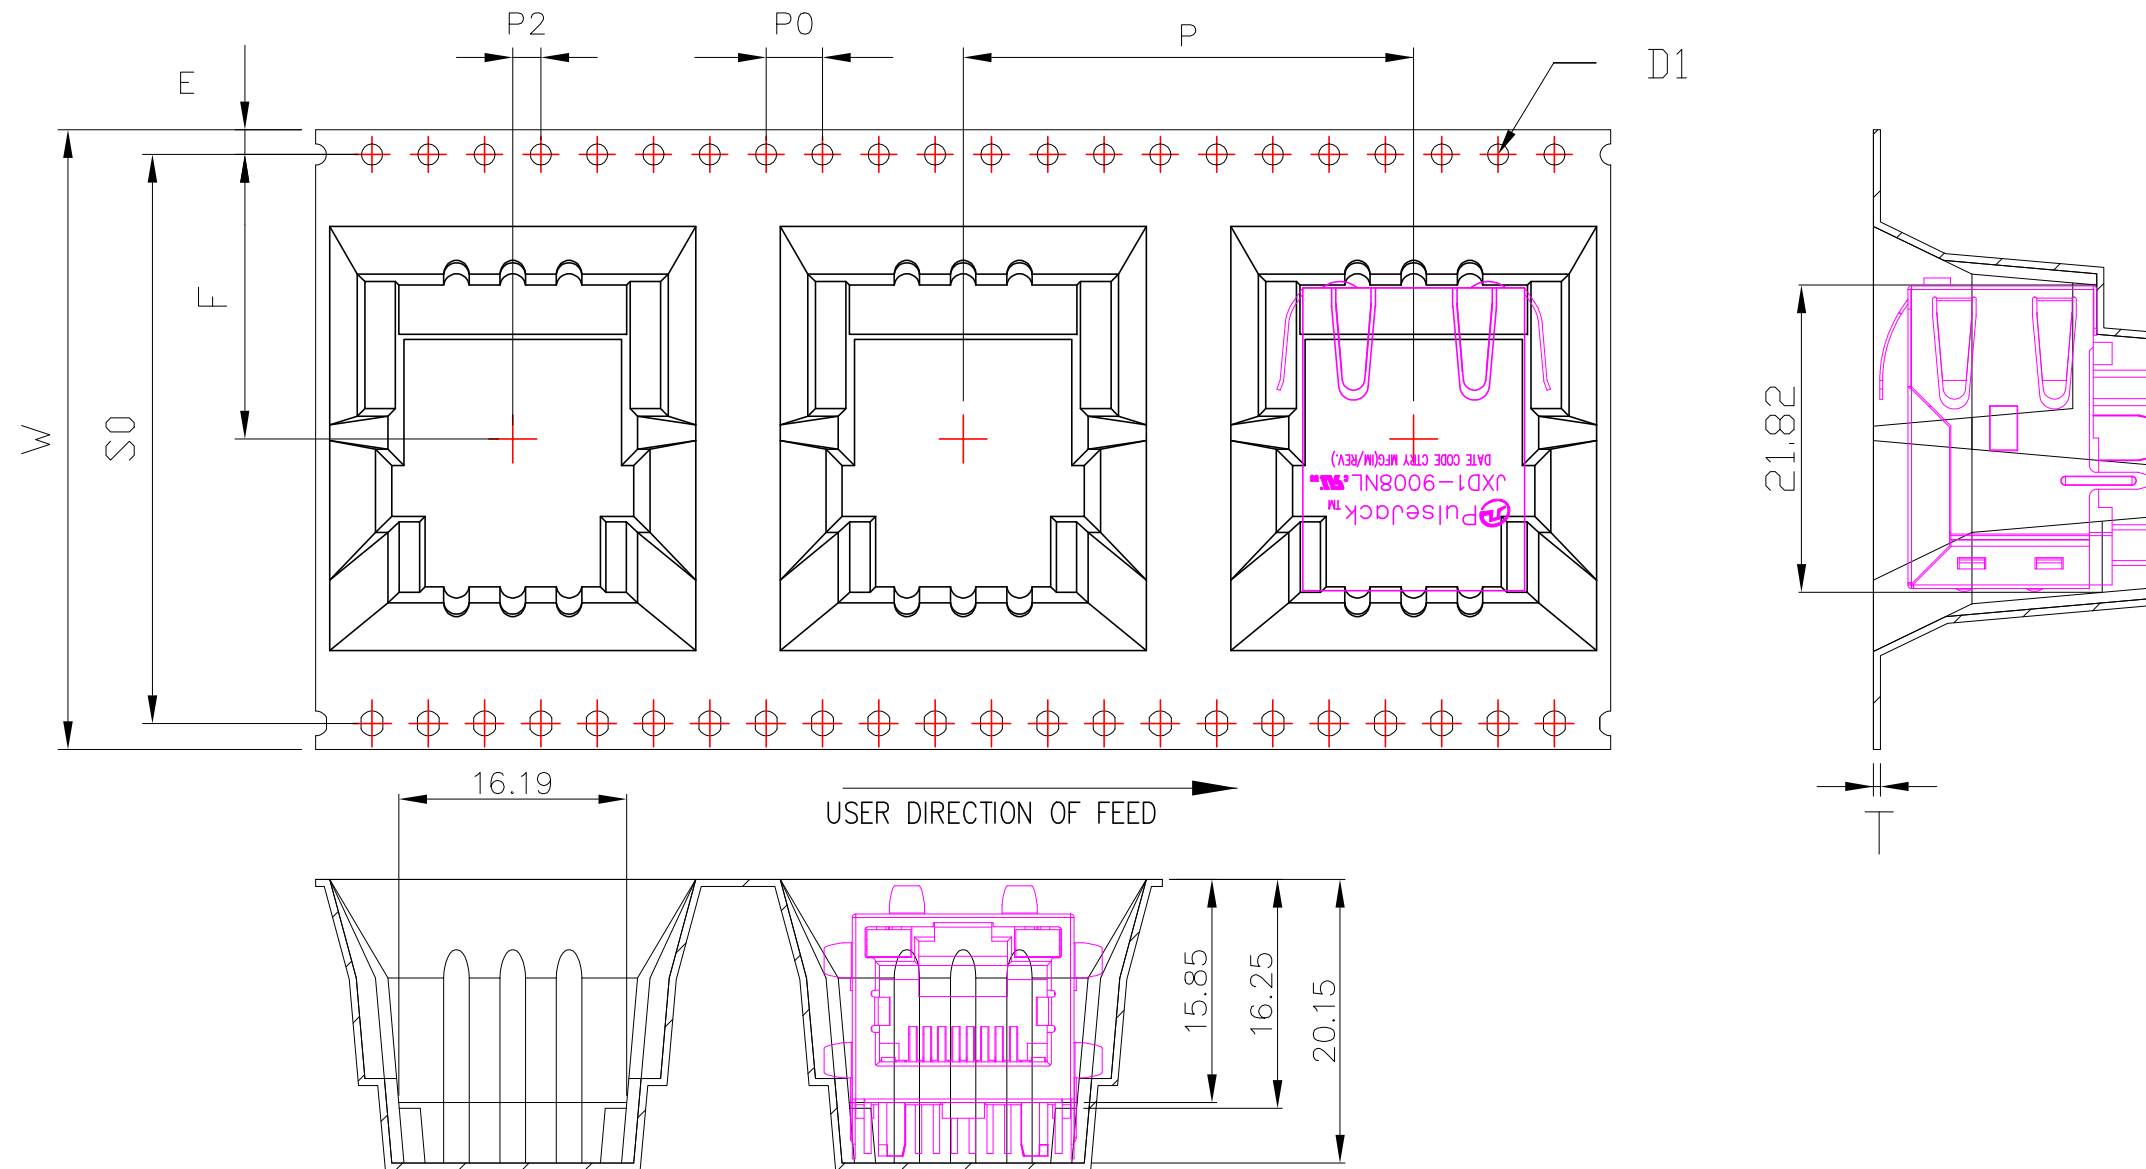 P2
P0
P
D1
E
F
W
S0
21.82
DATE CODE CTRY MFG(IM/REV.)
JXD1-9008NL
PulseJack™
16.19
USER DIRECTION OF FEED
T
15.85
16.25
20.15